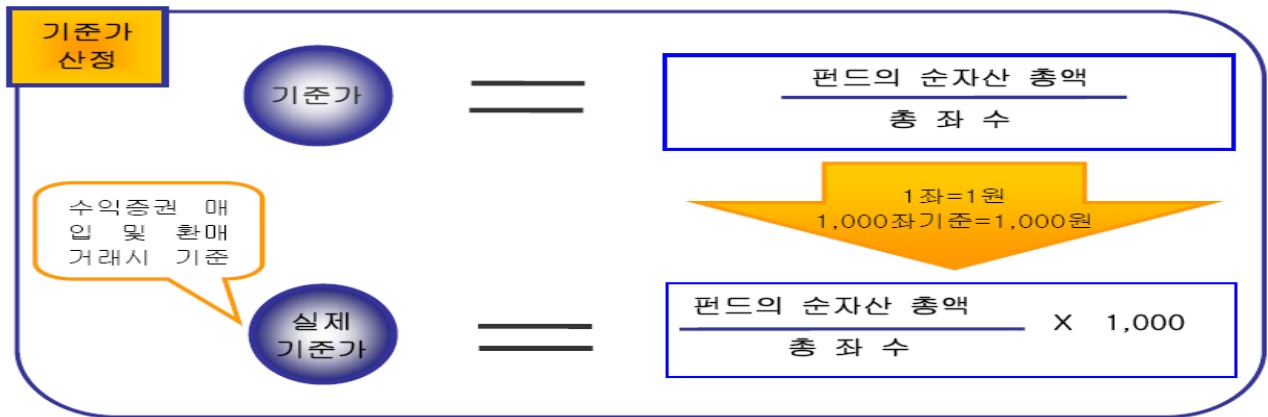 기준가
산정
기준가
펀드의 순자산 총액
총 좌 수
1좌=1원
1,000좌기준=1,000원
수익증권 매
입 및 환매
거래시 기준
실제
기준가
펀드의 순자산 총액
총 좌 수
X 1,000